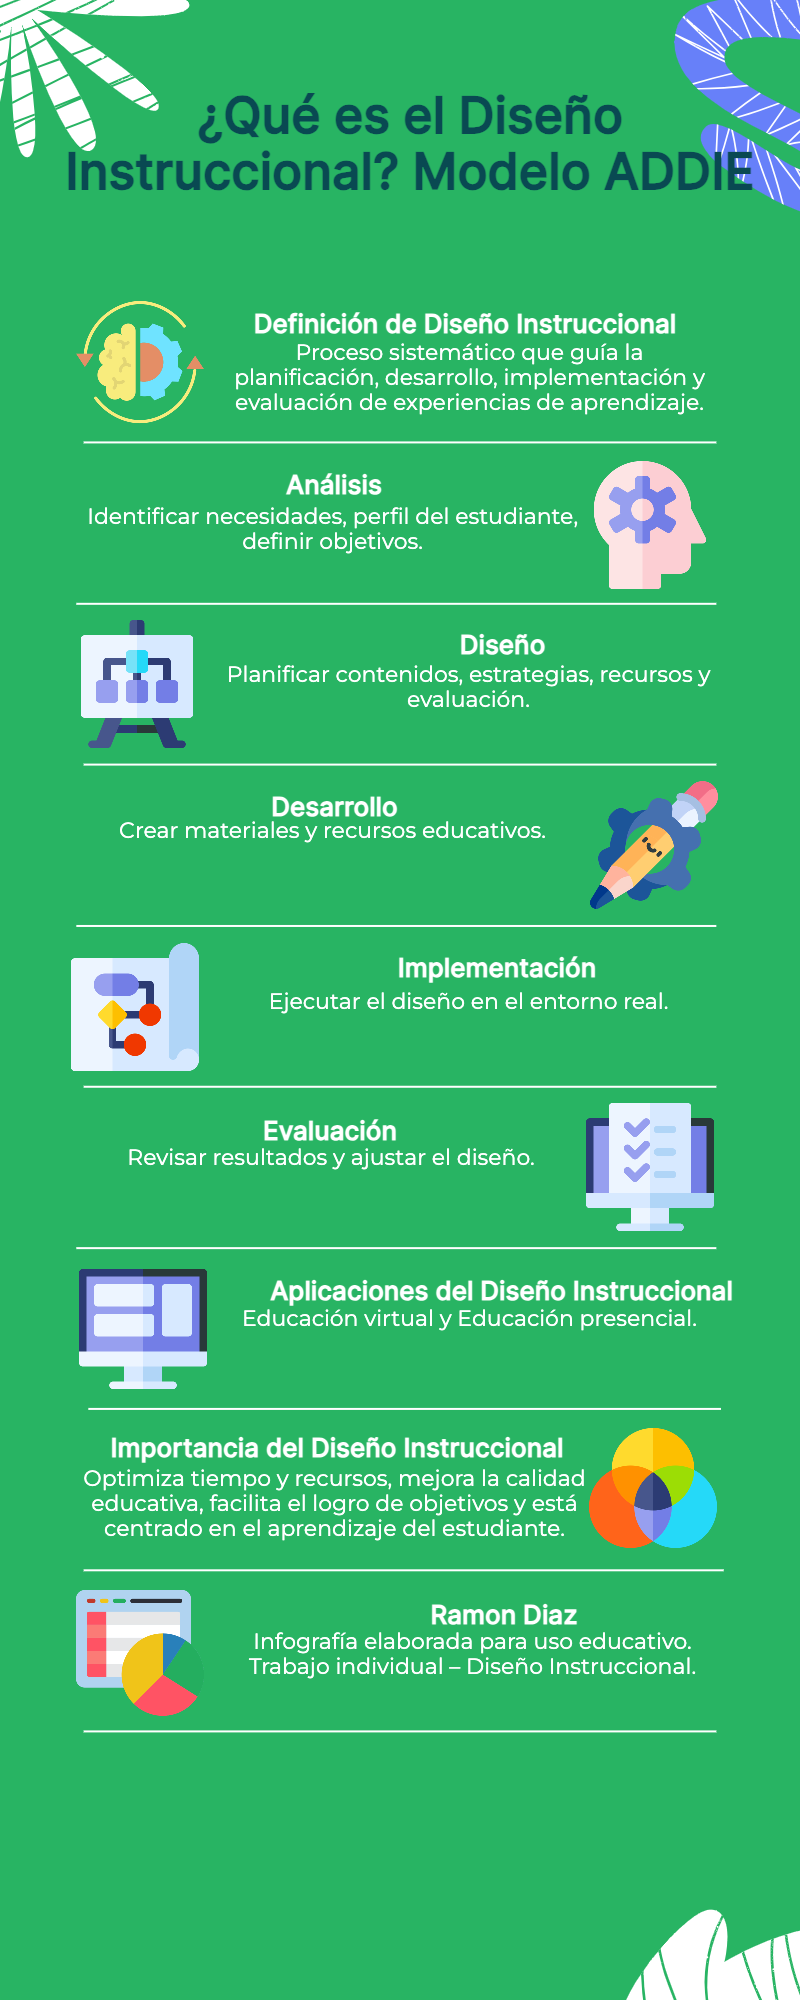 ¿Qué es el Diseño
Instruccional? Modelo ADDIE
Definición de Diseño Instruccional
Proceso sistemático que guía la
planificación, desarrollo, implementación y
evaluación de experiencias de aprendizaje.
Análisis
Identificar necesidades, perfil del estudiante,
definir objetivos.
Diseño
Planificar contenidos, estrategias, recursos y
evaluación.
Desarrollo
Crear materiales y recursos educativos.
Implementación
Ejecutar el diseño en el entorno real.
Evaluación
Revisar resultados y ajustar el diseño.
Aplicaciones del Diseño Instruccional
Educación virtual y Educación presencial.
Importancia del Diseño Instruccional
Optimiza tiempo y recursos, mejora la calidad
educativa, facilita el logro de objetivos y está
centrado en el aprendizaje del estudiante.
Ramon Diaz
Infografía elaborada para uso educativo.
Trabajo individual – Diseño Instruccional.